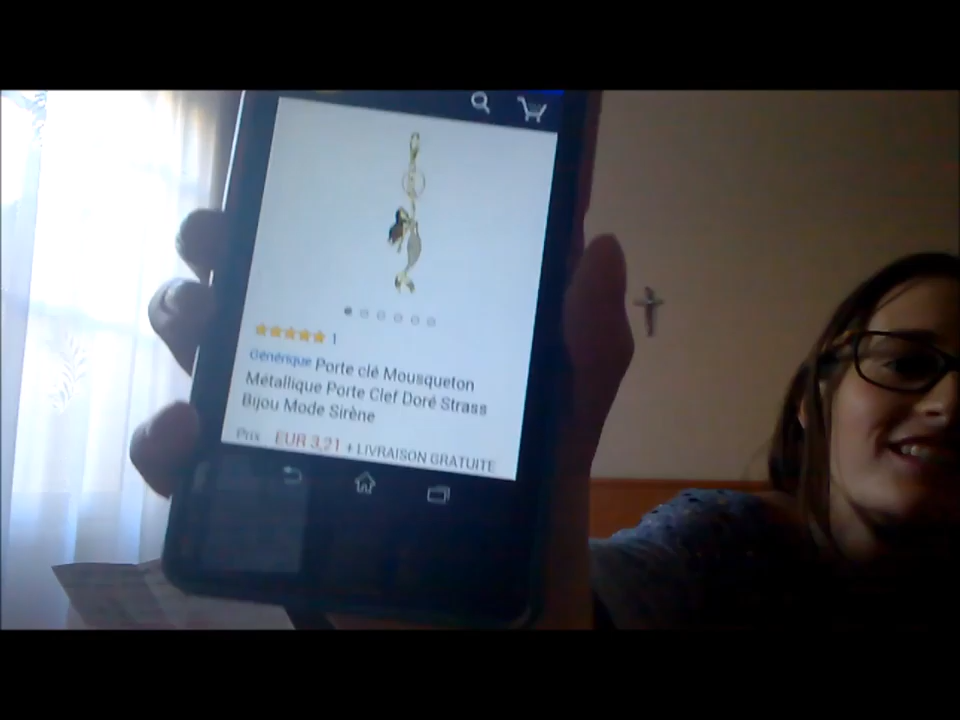 1
Générique Porte clé Mousqueton
Métallique Porte Clef Doré Strass
Bijou Mode Sirène
Prix EUR 3,21 + LIVRAISON GRATUITE